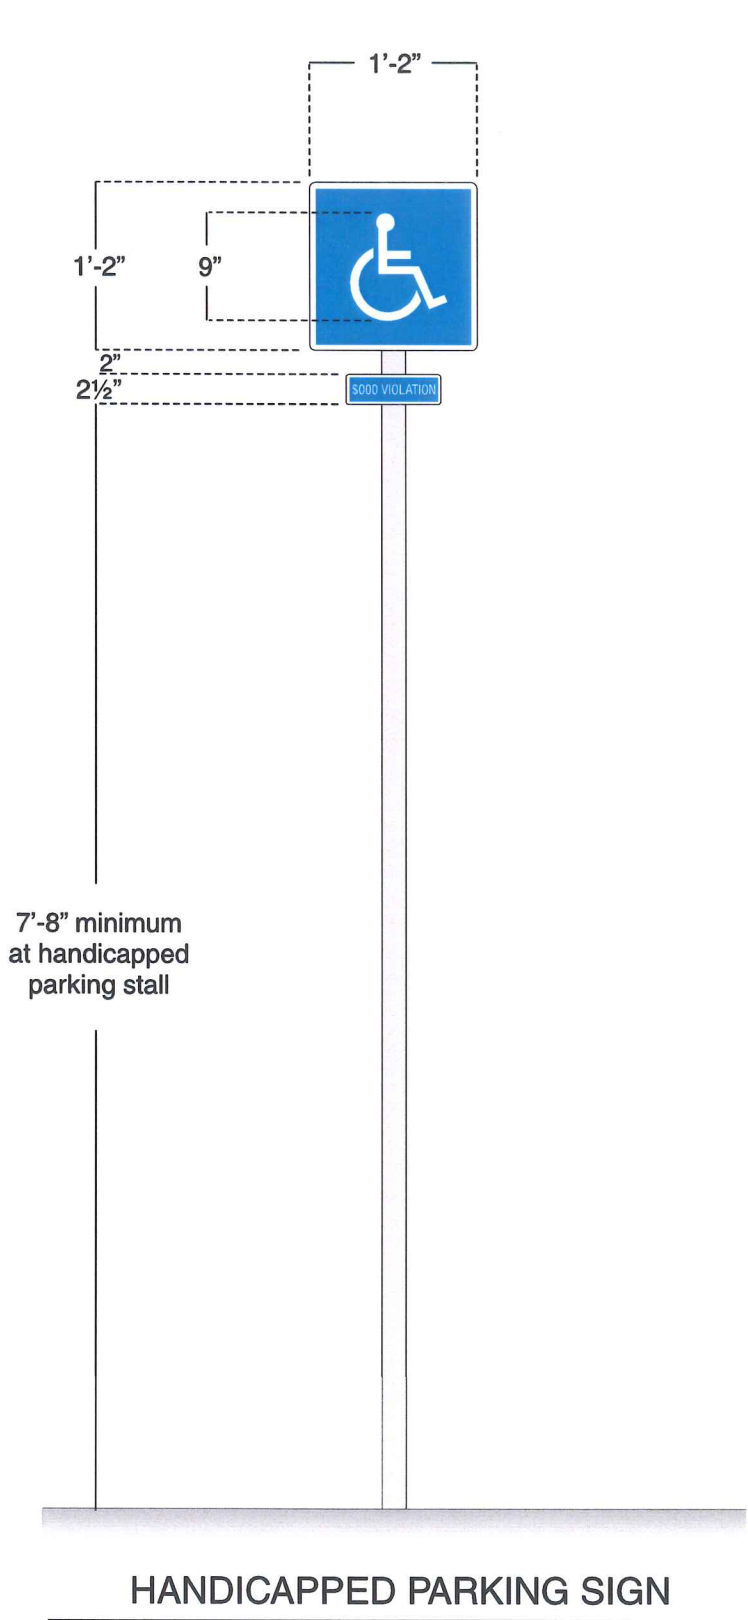 1’-2”
1’-2”
9”
2”
2½”
$000 VIOLATION
7’-8” minimum
at handicapped
parking stall
HANDICAPPED PARKING SIGN